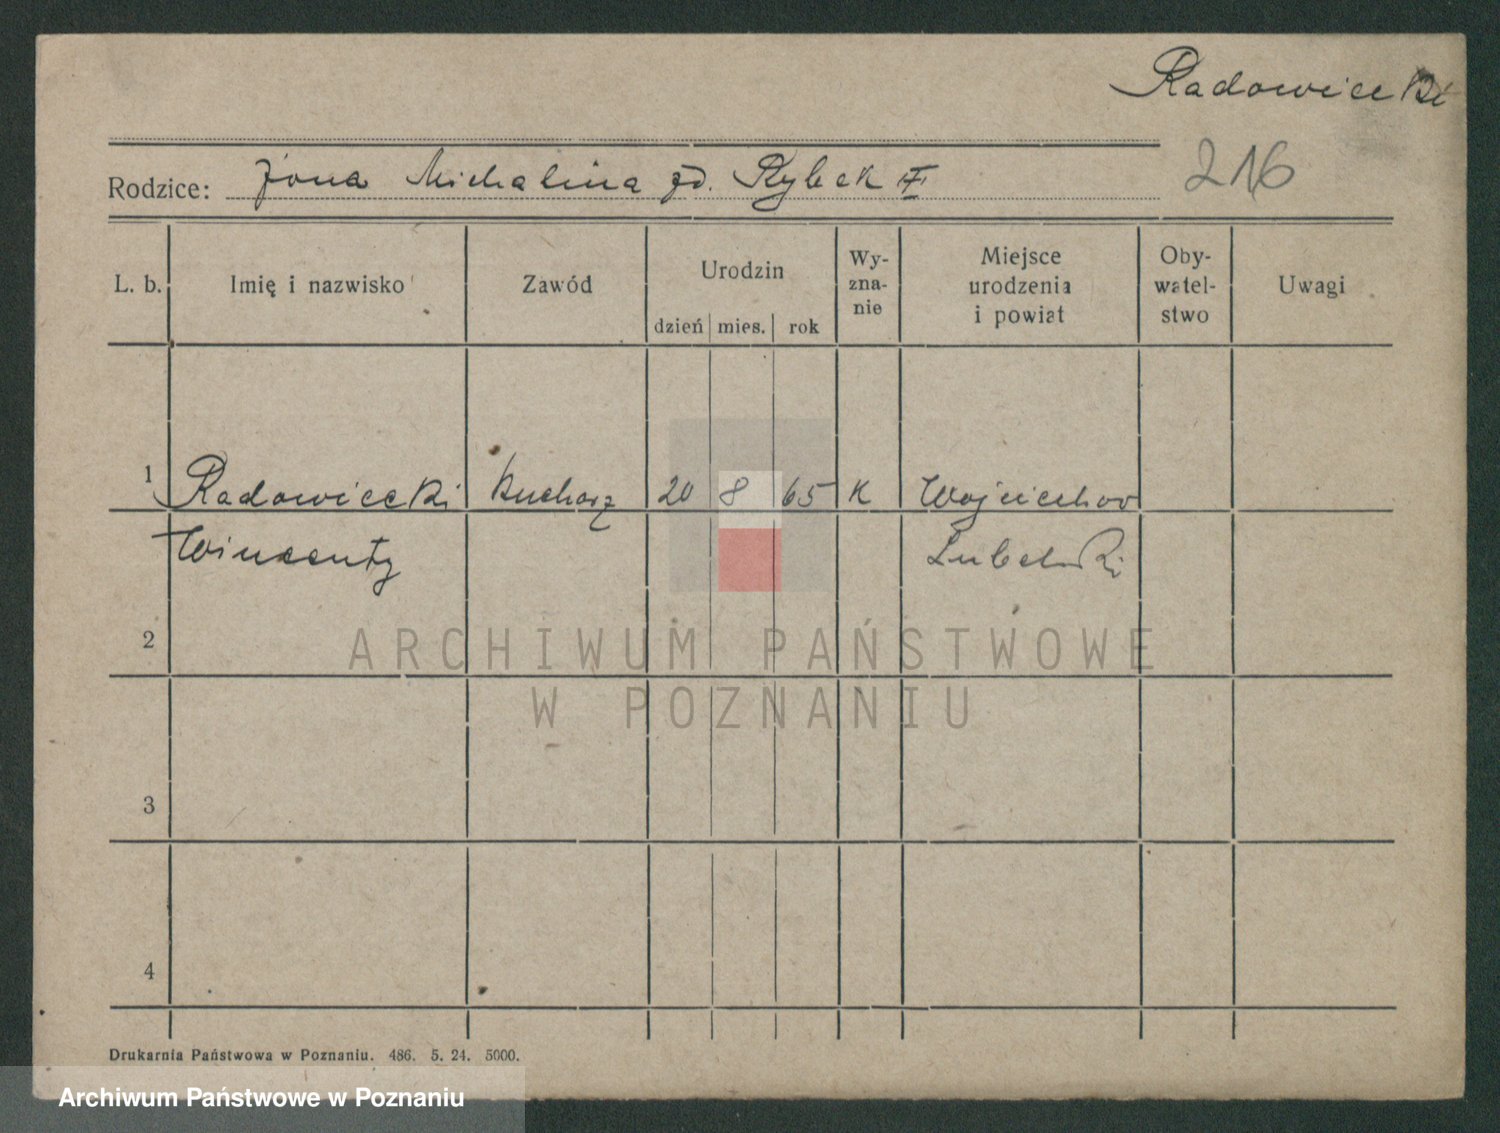 Radowiecki
216
Rodzice: żona Michalina zd. Rybak
L. b. Imię i nazwisko Zawód Urodzin dzień mies. rok Wy-zna-nie Miejsce urodzenia i powiat Oby-watel-stwo Uwagi
1 Radowiecki Kucharz 20 8 65 K Wojciechow
Wincenty Lubelski
2
ARCHIWUM PAŃSTWOWE
W POZNANIU
3
4
Drukarnia Państwowa w Poznaniu. 486. 5. 24. 5000.
Archiwum Państwowe w Poznaniu